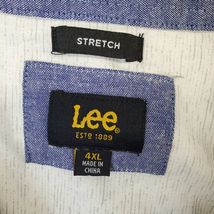 STRETCH
Lee
ESTD 1889
4XL
MADE IN
CHINA